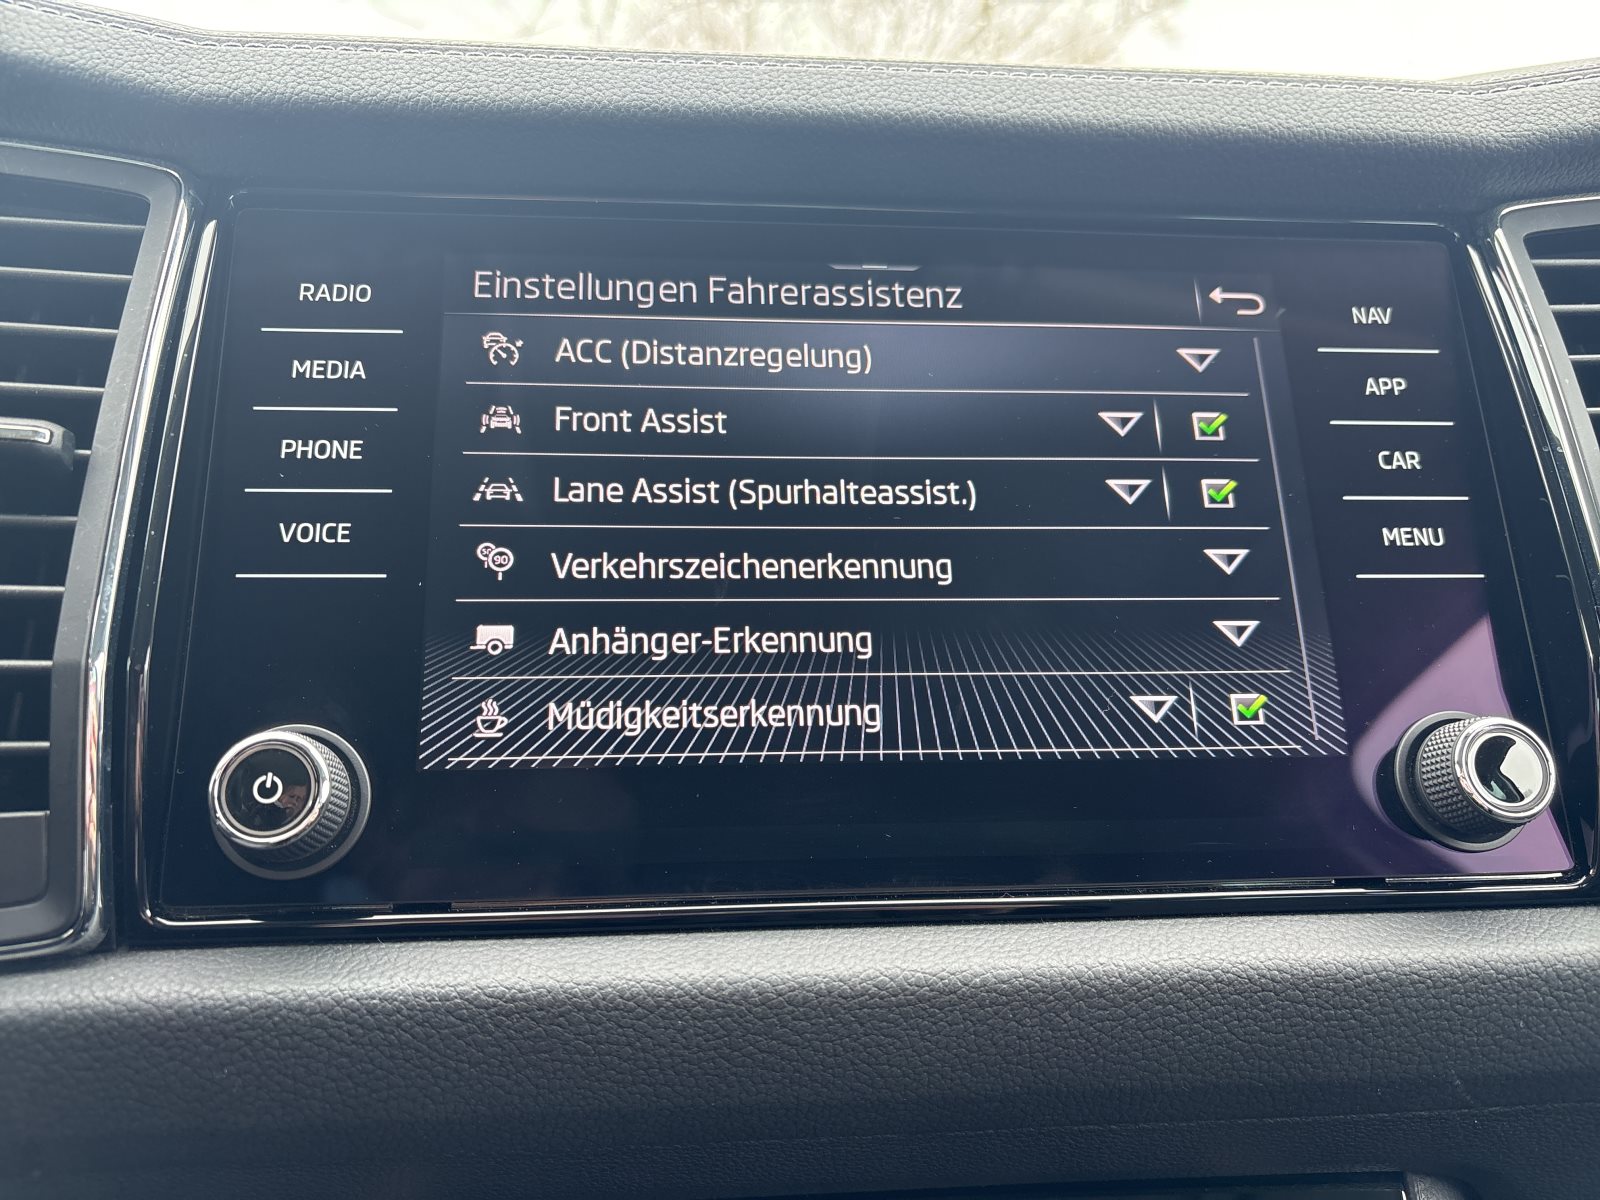 RADIO
MEDIA
PHONE
VOICE
Einstellungen Fahrerassistenz
ACC (Distanzregelung)
Front Assist
Lane Assist (Spurhalteassist.)
90
Verkehrszeichenerkennung
Anhänger-Erkennung
Müdigkeitserkennung
NAV
APP
CAR
MENU